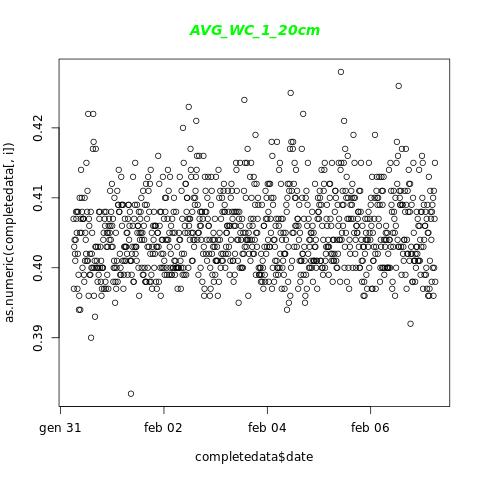 AVG_WC_1_20cm
as.numeric(completedata[, i])
0.42
0.41
0.40
0.39
gen 31
feb 02
feb 04
feb 06
completedata$date